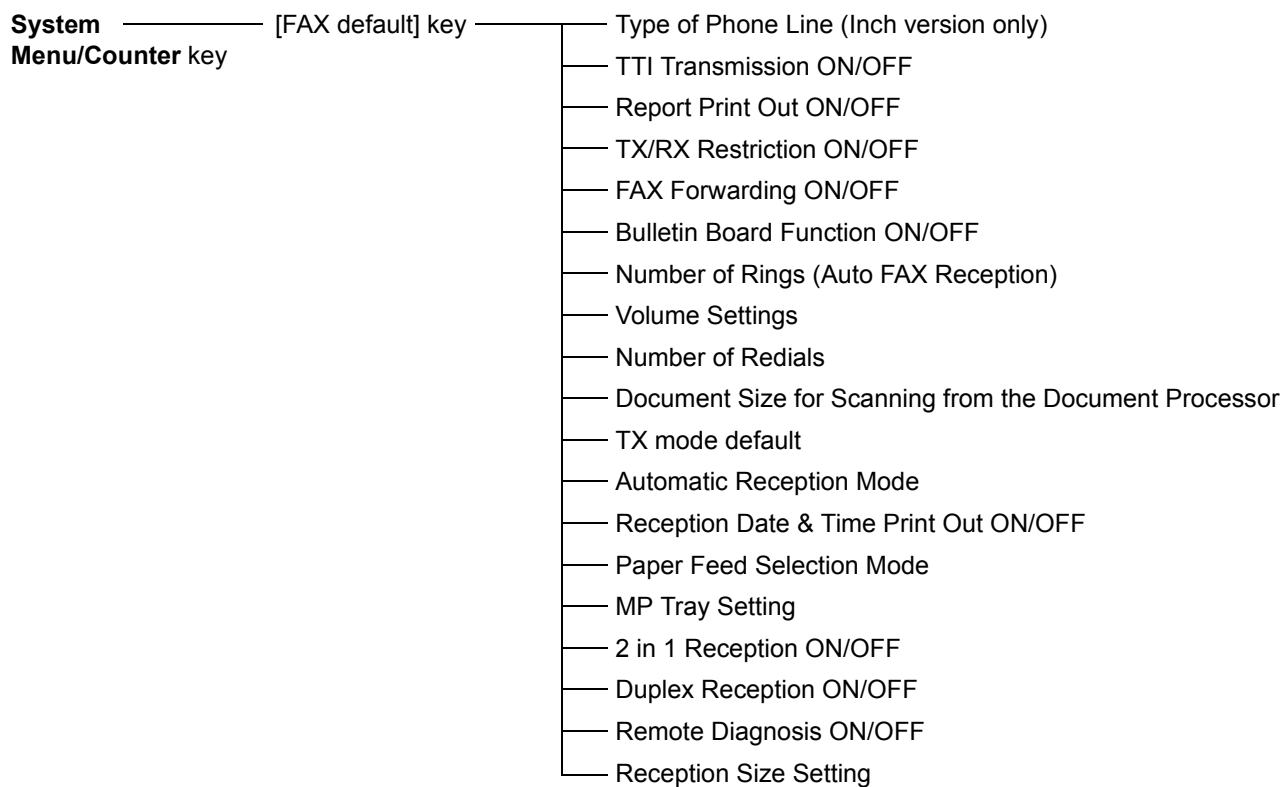 System [FAX default] key Type of Phone Line (Inch version only)
Menu/Counter key
TTI Transmission ON/OFF
Report Print Out ON/OFF
TX/RX Restriction ON/OFF
FAX Forwarding ON/OFF
Bulletin Board Function ON/OFF
Number of Rings (Auto FAX Reception)
Volume Settings
Number of Redials
Document Size for Scanning from the Document Processor
TX mode default
Automatic Reception Mode
Reception Date & Time Print Out ON/OFF
Paper Feed Selection Mode
MP Tray Setting
2 in 1 Reception ON/OFF
Duplex Reception ON/OFF
Remote Diagnosis ON/OFF
Reception Size Setting